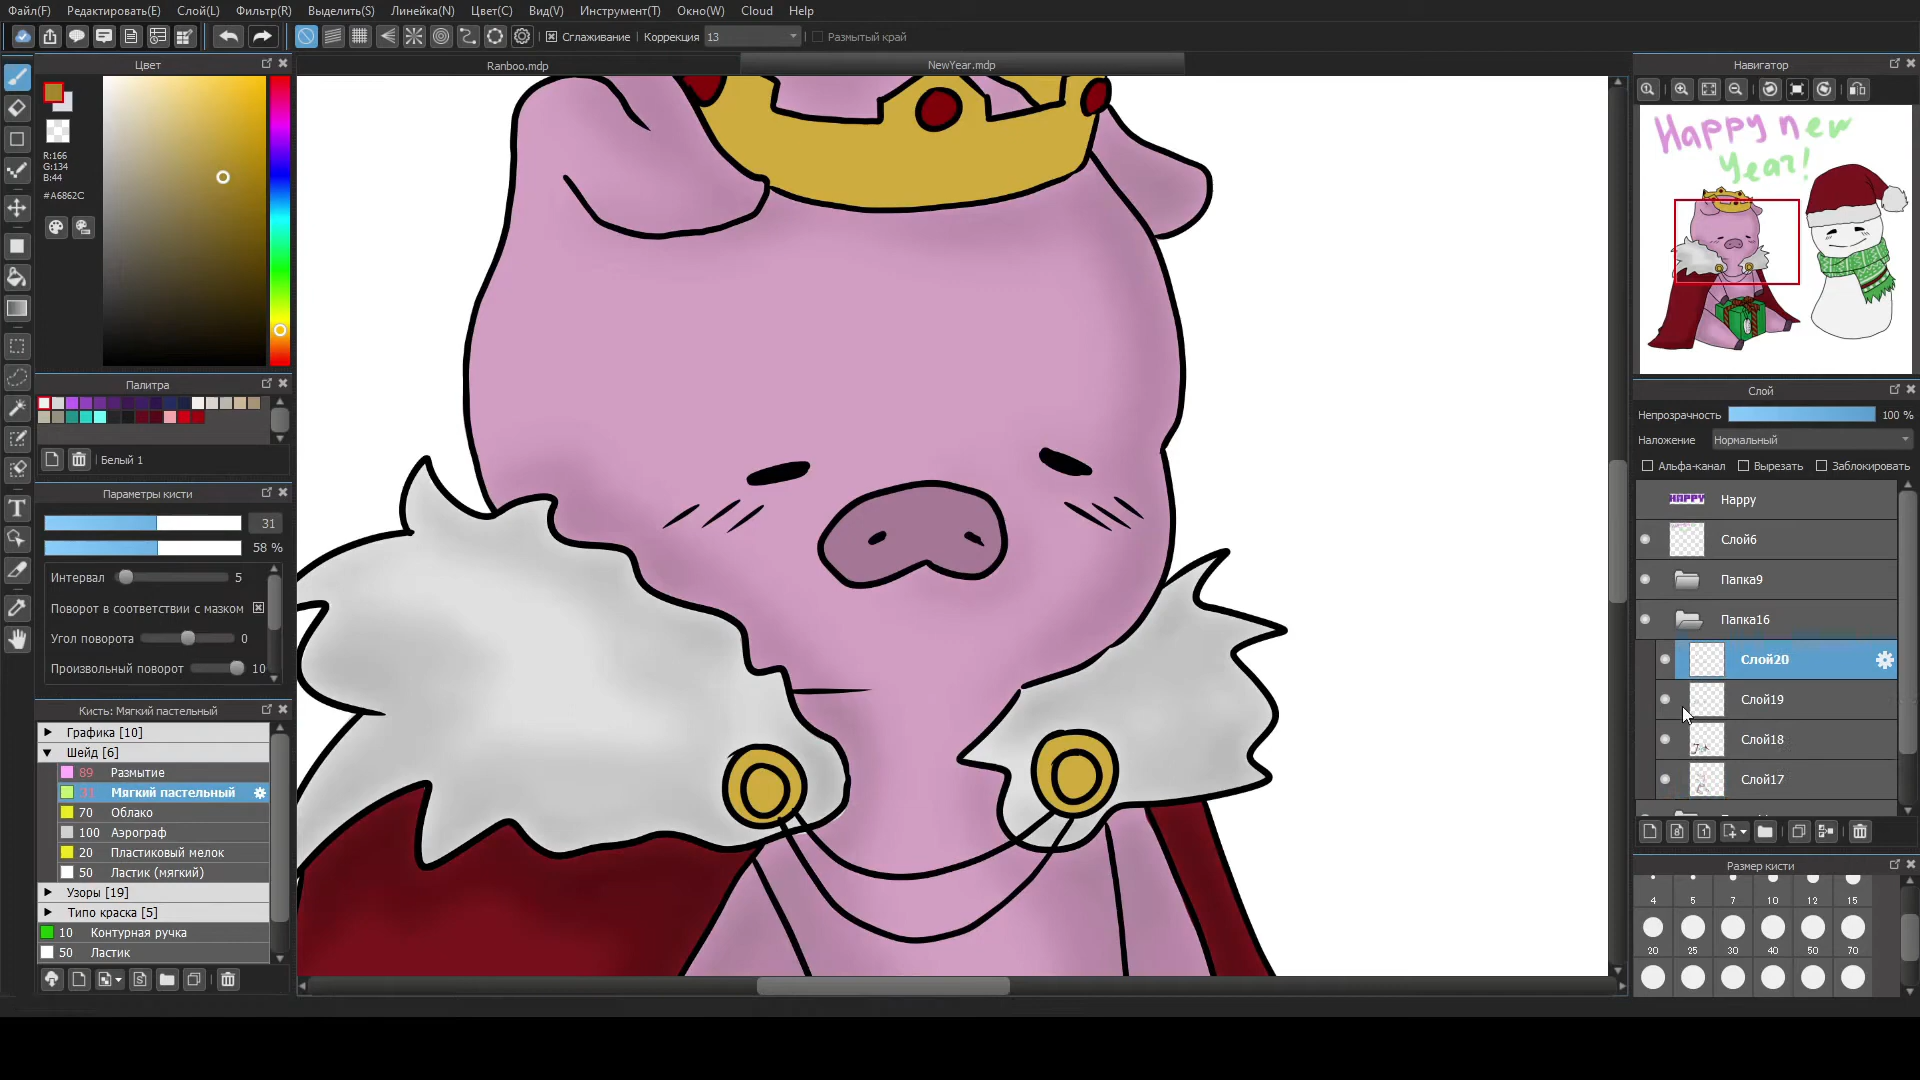 Файл(F) Редактировать(E) Слой(L) Фильтр(R) Выделить(S) Линейка(N) Цвет(C) Вид(V) Инструмент(T) Окно(W) Cloud Help
Сглаживание Коррекция 13 Размытый край
Цвет
R:166
G:134
B:44
#A6862C
Палитра
Белый 1
Параметры кисти
31
58 %
Интервал 5
Поворот в соответствии с мазком
Угол поворота 0
Произвольный поворот 10
Кисть: Мягкий пастельный
Графика [10]
Шейд [6]
89 Размытие
31 Мягкий пастельный
70 Облако
100 Аэрограф
20 Пластиковый мелок
50 Ластик (мягкий)
Узоры [19]
Типо краска [5]
10 Контурная ручка
50 Ластик
Ranboo.mdp NewYear.mdp
Навигатор
Happy new
Year!
Слой
Непрозрачность 100 %
Наложение Нормальный
Альфа-канал Вырезать Заблокировать
HAPPY Happy
Слой6
Папка9
Папка16
Слой20
Слой19
Слой18
Слой17
Размер кисти
4 5 7 10 12 15
20 25 30 40 50 70